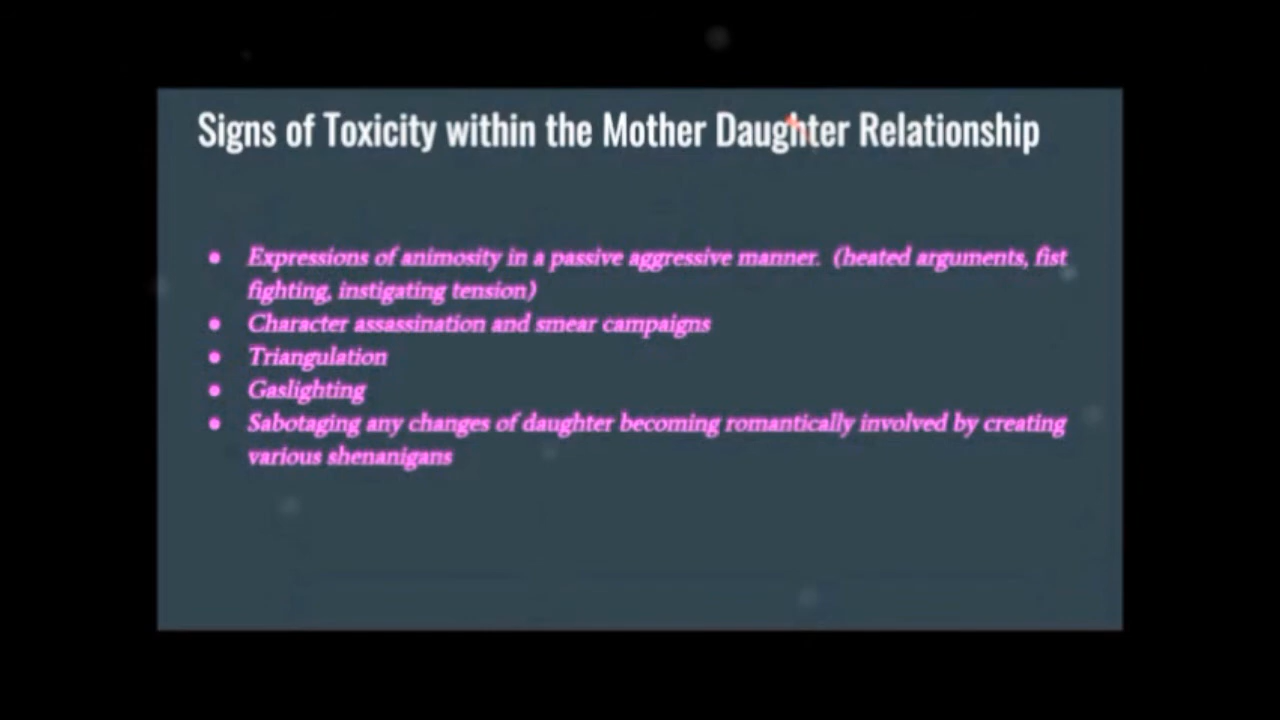 Signs of Toxicity within the Mother Daughter Relationship
• Expressions of animosity in a passive aggressive manner. (heated arguments, fist
fighting, instigating tension)
• Character assassination and smear campaigns
• Triangulation
• Gaslighting
• Sabotaging any changes of daughter becoming romantically involved by creating
various shenanigans